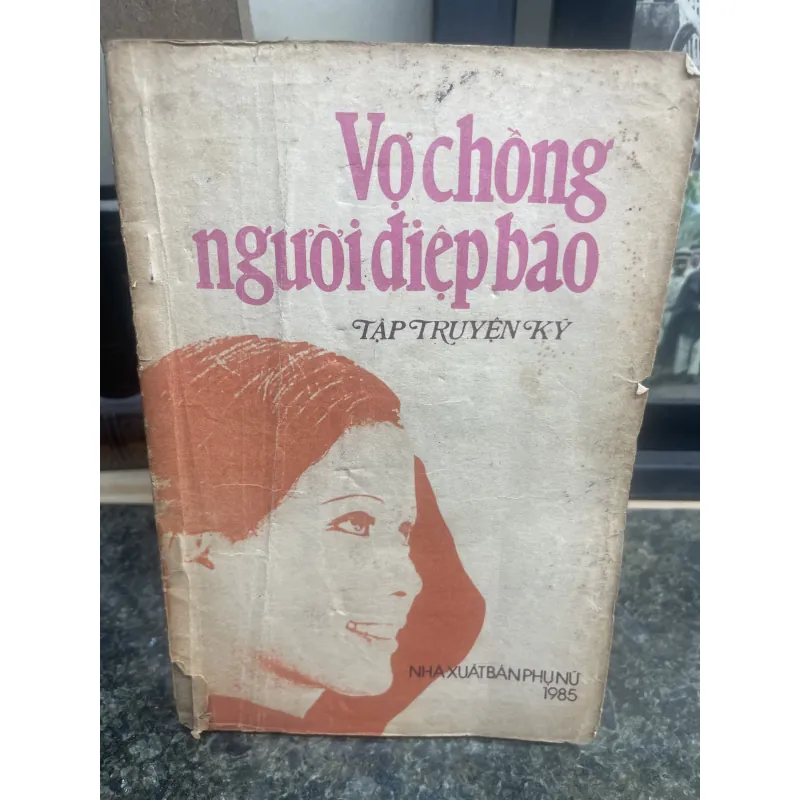 Vợ chồng
người điệp báo
TẬP TRUYỆN KÝ
NHÀ XUẤT BẢN PHỤ NỮ
1985